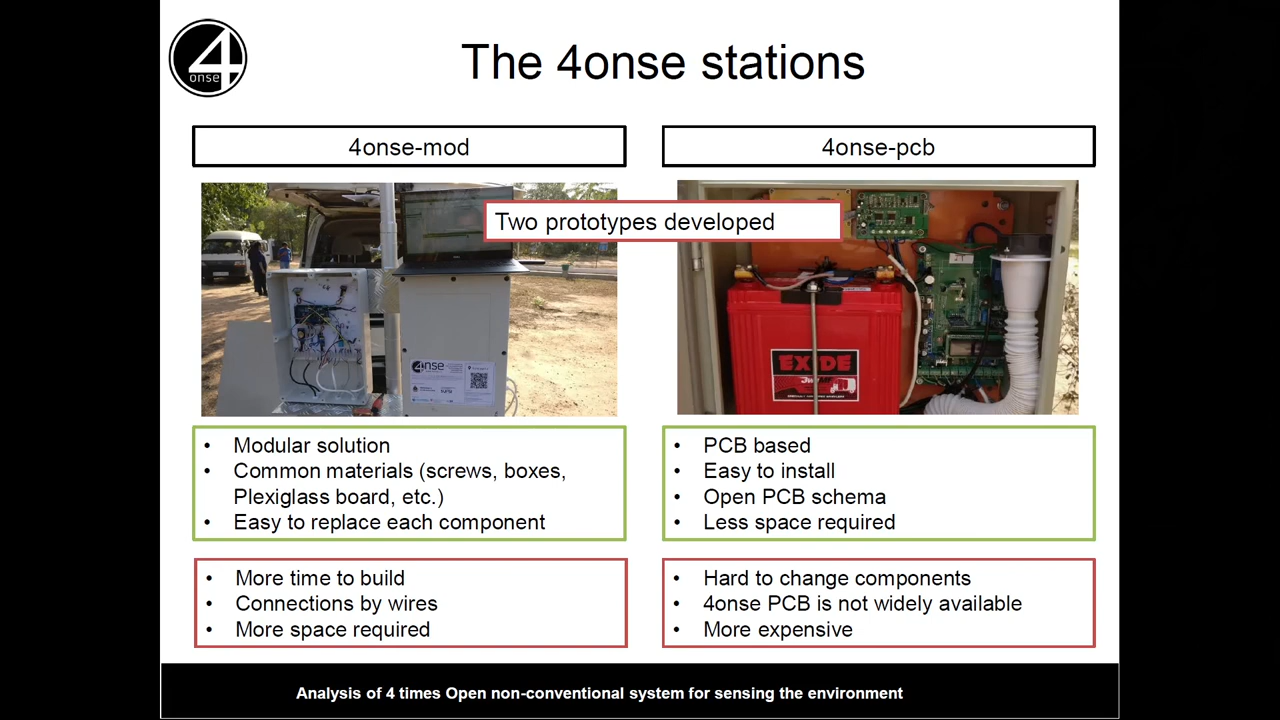 4
onse
The 4onse stations
4onse-mod
4onse-pcb
Two prototypes developed
4onse
EXIDE
• Modular solution
• Common materials (screws, boxes,
Plexiglass board, etc.)
• Easy to replace each component
• PCB based
• Easy to install
• Open PCB schema
• Less space required
• More time to build
• Connections by wires
• More space required
• Hard to change components
• 4onse PCB is not widely available
• More expensive
Analysis of 4 times Open non-conventional system for sensing the environment